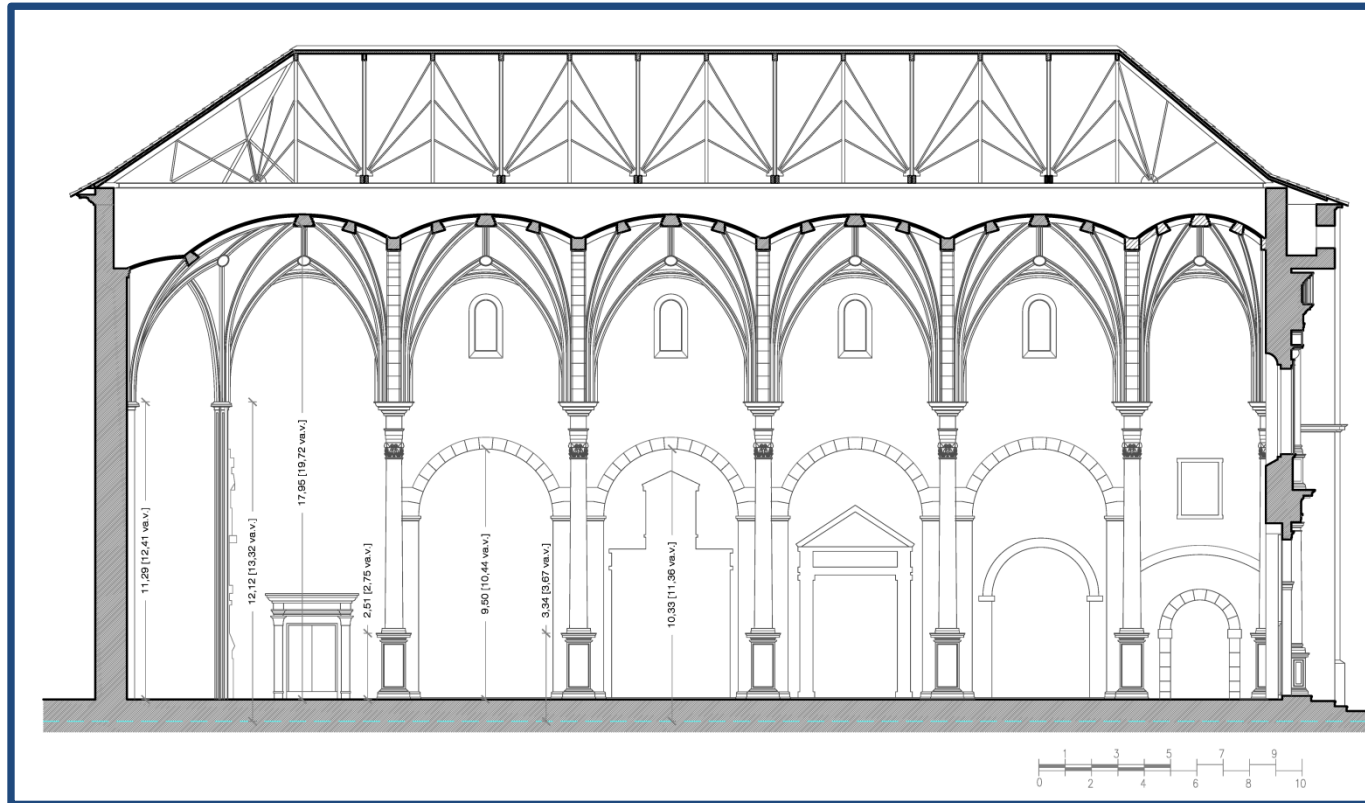 11,29 [12,41 va.v.]
12,12 [13,32 va.v.]
17,95 [19,72 va.v.]
2,51 [2,75 va.v.]
9,50 [10,44 va.v.]
3,34 [3,67 va.v.]
10,33 [11,36 va.v.]
1 3 5 7 9
0 2 4 6 8 10